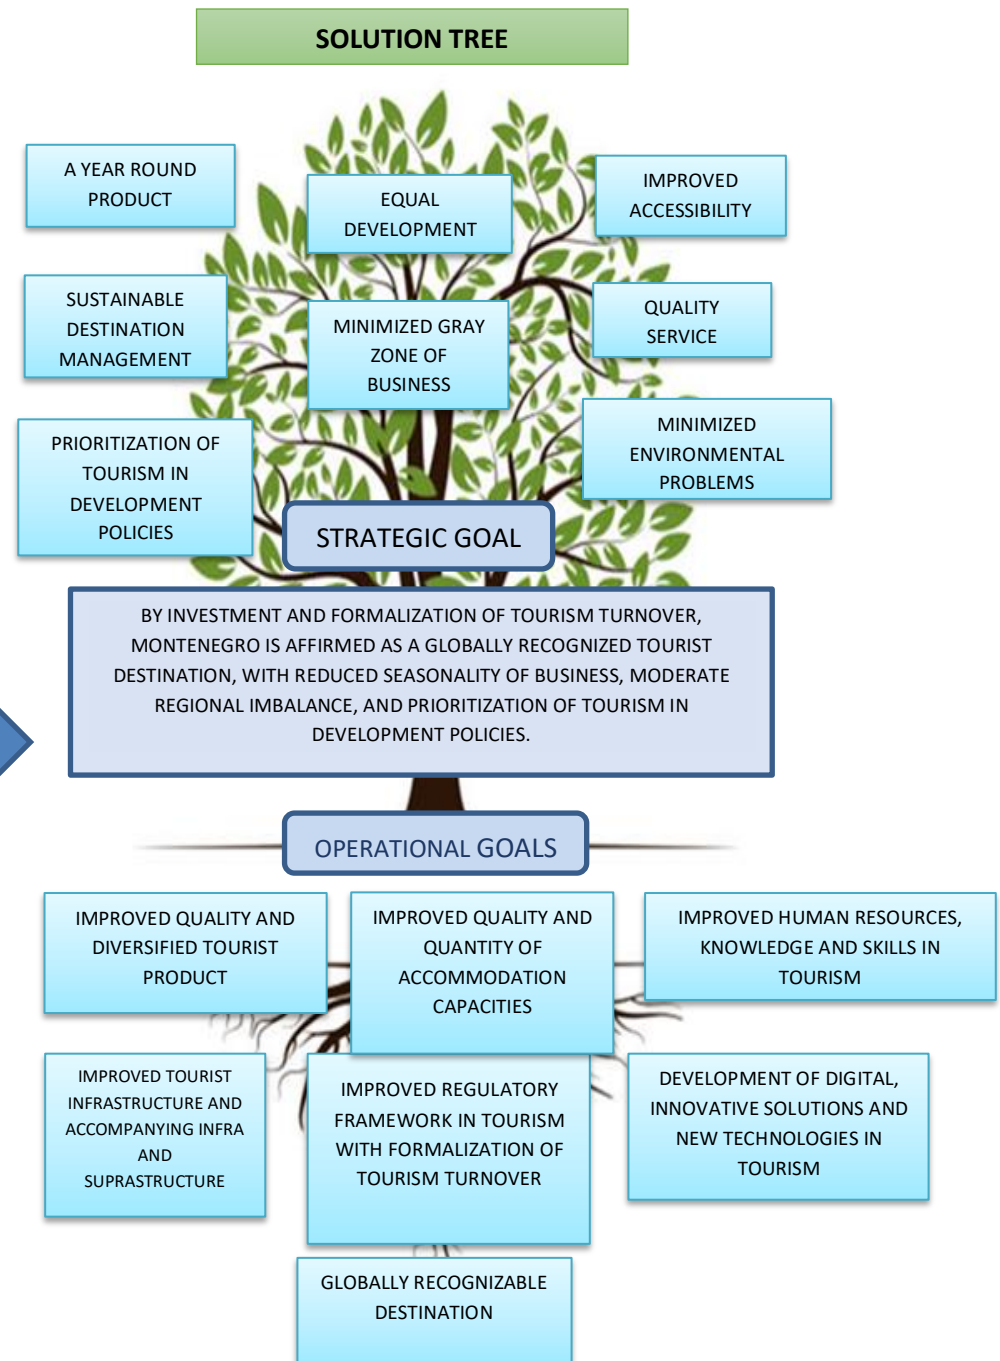 SOLUTION TREE
A YEAR ROUND
PRODUCT
EQUAL
DEVELOPMENT
IMPROVED
ACCESSIBILITY
SUSTAINABLE
DESTINATION
MANAGEMENT
MINIMIZED GRAY
ZONE OF
BUSINESS
QUALITY
SERVICE
PRIORITIZATION OF
TOURISM IN
DEVELOPMENT
POLICIES
MINIMIZED
ENVIRONMENTAL
PROBLEMS
STRATEGIC GOAL
BY INVESTMENT AND FORMALIZATION OF TOURISM TURNOVER,
MONTENEGRO IS AFFIRMED AS A GLOBALLY RECOGNIZED TOURIST
DESTINATION, WITH REDUCED SEASONALITY OF BUSINESS, MODERATE
REGIONAL IMBALANCE, AND PRIORITIZATION OF TOURISM IN
DEVELOPMENT POLICIES.
OPERATIONAL GOALS
IMPROVED QUALITY AND
DIVERSIFIED TOURIST
PRODUCT
IMPROVED QUALITY AND
QUANTITY OF
ACCOMMODATION
CAPACITIES
IMPROVED HUMAN RESOURCES,
KNOWLEDGE AND SKILLS IN
TOURISM
IMPROVED TOURIST
INFRASTRUCTURE AND
ACCOMPANYING INFRA
AND
SUPRASTRUCTURE
IMPROVED REGULATORY
FRAMEWORK IN TOURISM
WITH FORMALIZATION OF
TOURISM TURNOVER
DEVELOPMENT OF DIGITAL,
INNOVATIVE SOLUTIONS AND
NEW TECHNOLOGIES IN
TOURISM
GLOBALLY RECOGNIZABLE
DESTINATION